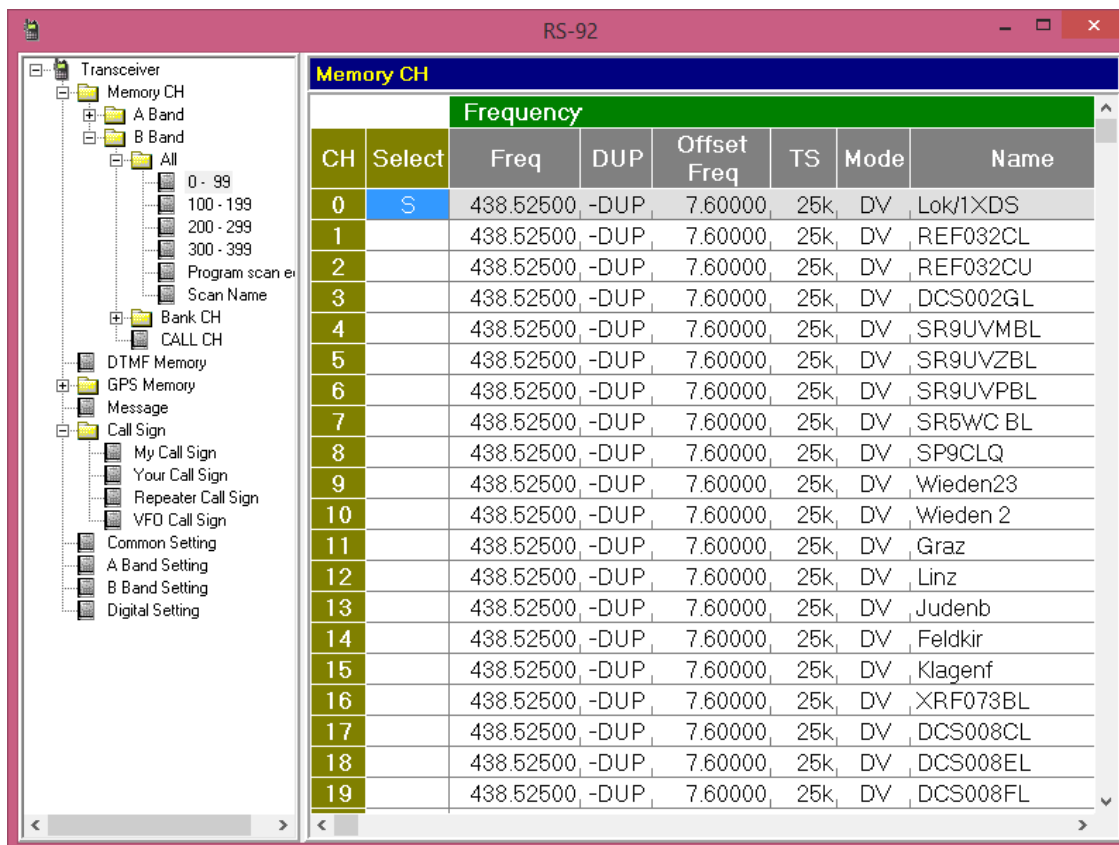 RS-92
Transceiver
Memory CH
A Band
B Band
All
0 - 99
100 - 199
200 - 299
300 - 399
Program scan e
Scan Name
Bank CH
CALL CH
DTMF Memory
GPS Memory
Message
Call Sign
My Call Sign
Your Call Sign
Repeater Call Sign
VFO Call Sign
Common Setting
A Band Setting
B Band Setting
Digital Setting
Memory CH
Frequency
CH Select Freq DUP Offset Freq TS Mode Name
0 S 438.52500 -DUP 7.60000 25k DV Lok/1XDS
1 438.52500 -DUP 7.60000 25k DV REF032CL
2 438.52500 -DUP 7.60000 25k DV REF032CU
3 438.52500 -DUP 7.60000 25k DV DCS002GL
4 438.52500 -DUP 7.60000 25k DV SR9UVMBL
5 438.52500 -DUP 7.60000 25k DV SR9UVZBL
6 438.52500 -DUP 7.60000 25k DV SR9UVPBL
7 438.52500 -DUP 7.60000 25k DV SR5WC BL
8 438.52500 -DUP 7.60000 25k DV SP9CLQ
9 438.52500 -DUP 7.60000 25k DV Wieden23
10 438.52500 -DUP 7.60000 25k DV Wieden 2
11 438.52500 -DUP 7.60000 25k DV Graz
12 438.52500 -DUP 7.60000 25k DV Linz
13 438.52500 -DUP 7.60000 25k DV Judenb
14 438.52500 -DUP 7.60000 25k DV Feldkir
15 438.52500 -DUP 7.60000 25k DV Klagenf
16 438.52500 -DUP 7.60000 25k DV XRF073BL
17 438.52500 -DUP 7.60000 25k DV DCS008CL
18 438.52500 -DUP 7.60000 25k DV DCS008EL
19 438.52500 -DUP 7.60000 25k DV DCS008FL